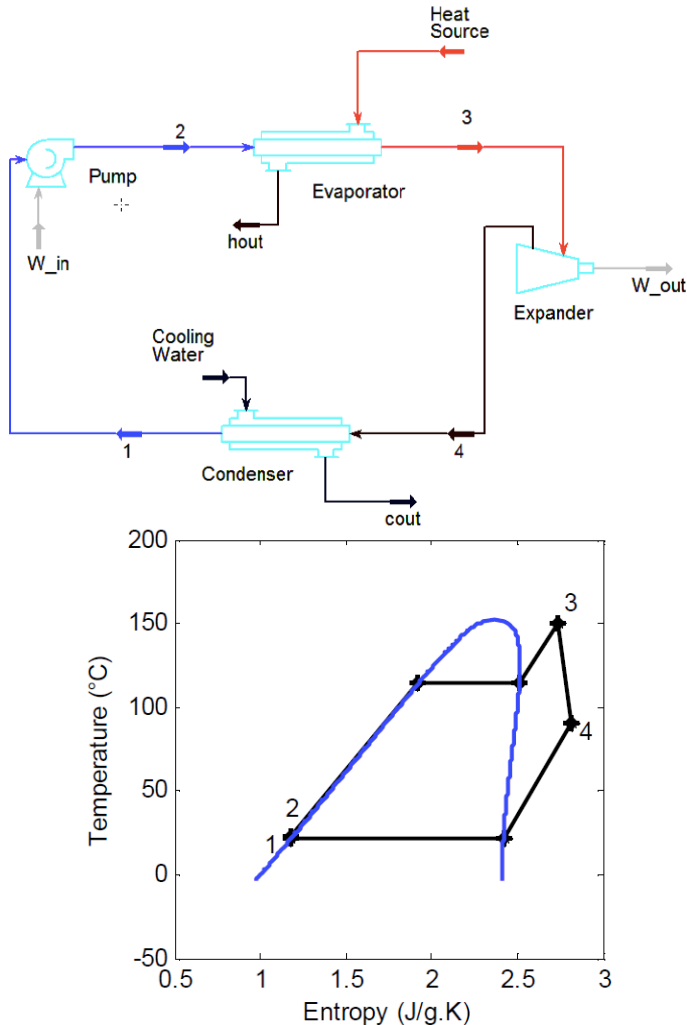 Heat
Source
2
3
Pump
Evaporator
hout
W_in
W_out
Expander
Cooling
Water
1
4
Condenser
cout
200
150
100
50
0
-50
Temperature (°C)
3
4
2
1
0.5
1
1.5
2
2.5
3
Entropy (J/g.K)